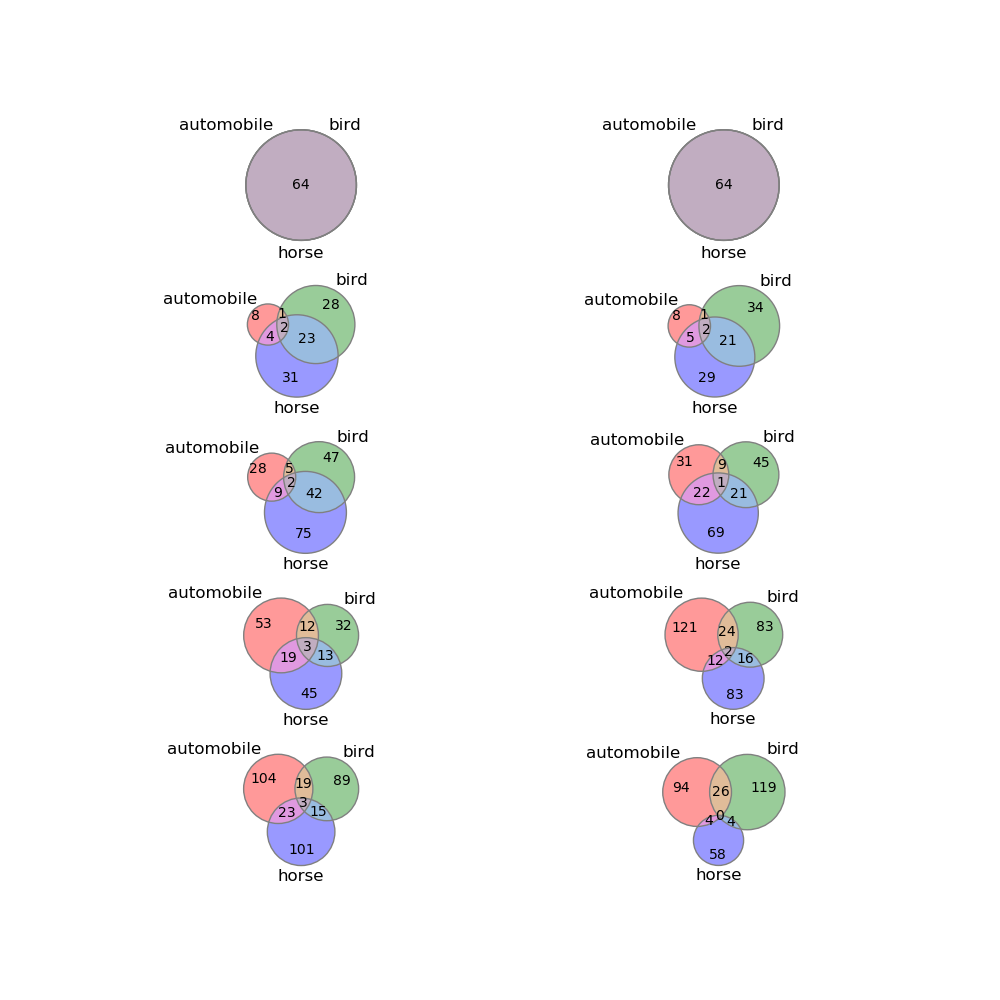 automobile bird
64
horse
automobile bird
64
horse
automobile bird
8 1 28
4 2 23
31
horse
automobile bird
8 1 34
5 2 21
29
horse
automobile bird
28 5 47
9 2 42
75
horse
automobile bird
31 9 45
22 1 21
69
horse
automobile bird
53 12 32
19 3 13
45
horse
automobile bird
121 24 83
12 2 16
83
horse
automobile bird
104 19 89
23 3 15
101
horse
automobile bird
94 26 119
4 0 4
58
horse